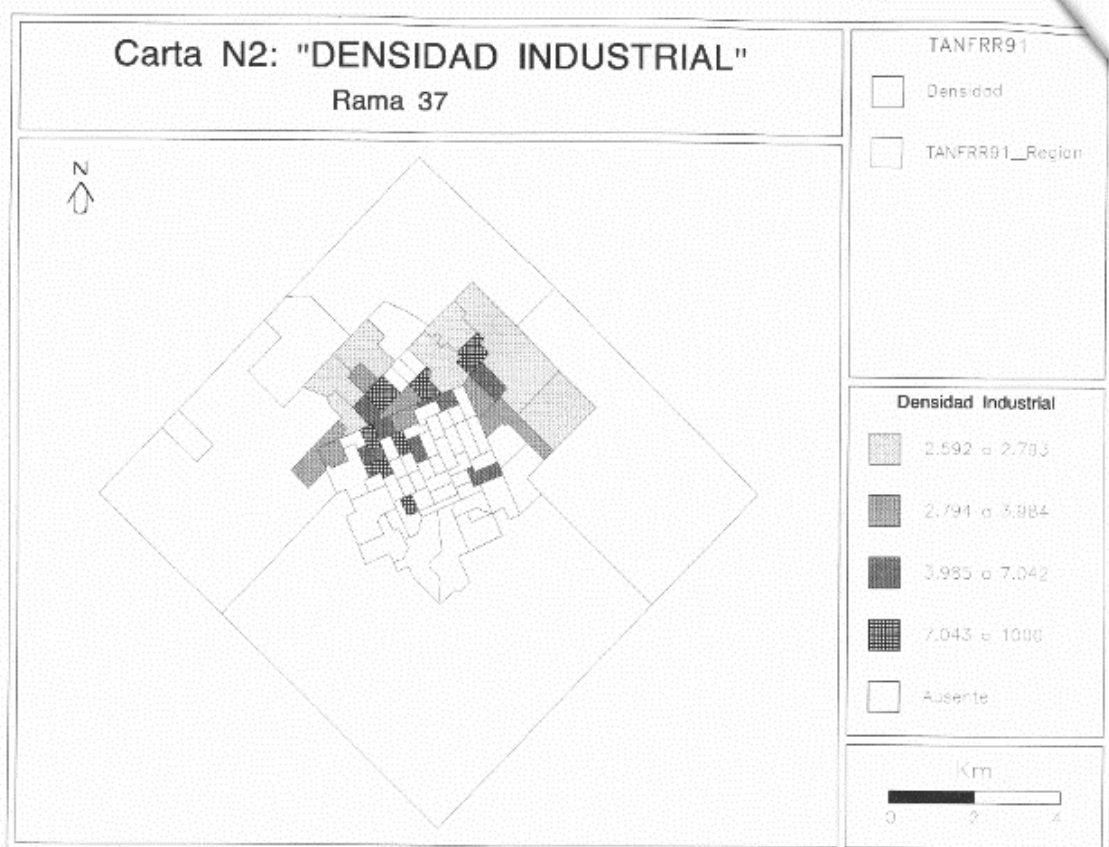 Carta N2: "DENSIDAD INDUSTRIAL"
Rama 37
N
TANFRR91
Densidad
TANFRR91_Region
Densidad Industrial
2.592 a 2.793
2.794 a 3.984
3.985 a 7.042
7.043 a 1000
Ausente
Km
0 2 4